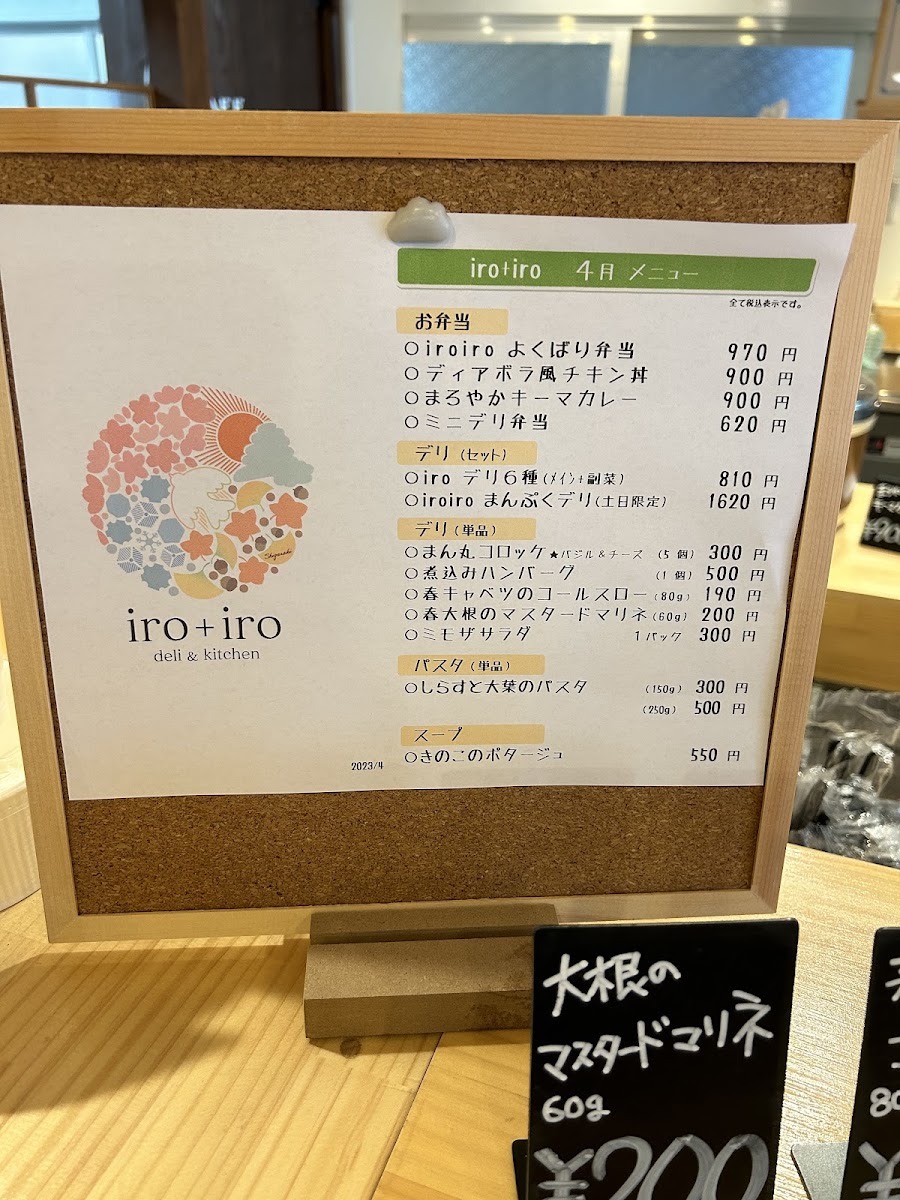 iro+iro 4月 メニュー
全て税込表示です。
お弁当
○iroiro よくばり弁当 970 円
○ディアボラ風チキン丼 900 円
○まろやかキーマカレー 900 円
○ミニデリ弁当 620 円
デリ(セット)
○iro デリ6種(メイン+副菜) 810 円
○iroiro まんぷくデリ(土日限定) 1620 円
デリ(単品)
○まん丸コロッケ★バジル&チーズ (5個) 300 円
○煮込みハンバーグ (1個) 500 円
○春キャベツのコールスロー(80g) 190 円
○春大根のマスタードマリネ(60g) 200 円
○ミモザサラダ 1パック 300 円
パスタ(単品)
○しらすと大葉のパスタ (150g) 300 円
(250g) 500 円
スープ
○きのこのポタージュ 550 円
2023/4
iro+iro
deli & kitchen
大根の
マスタードマリネ
60g
¥200
80